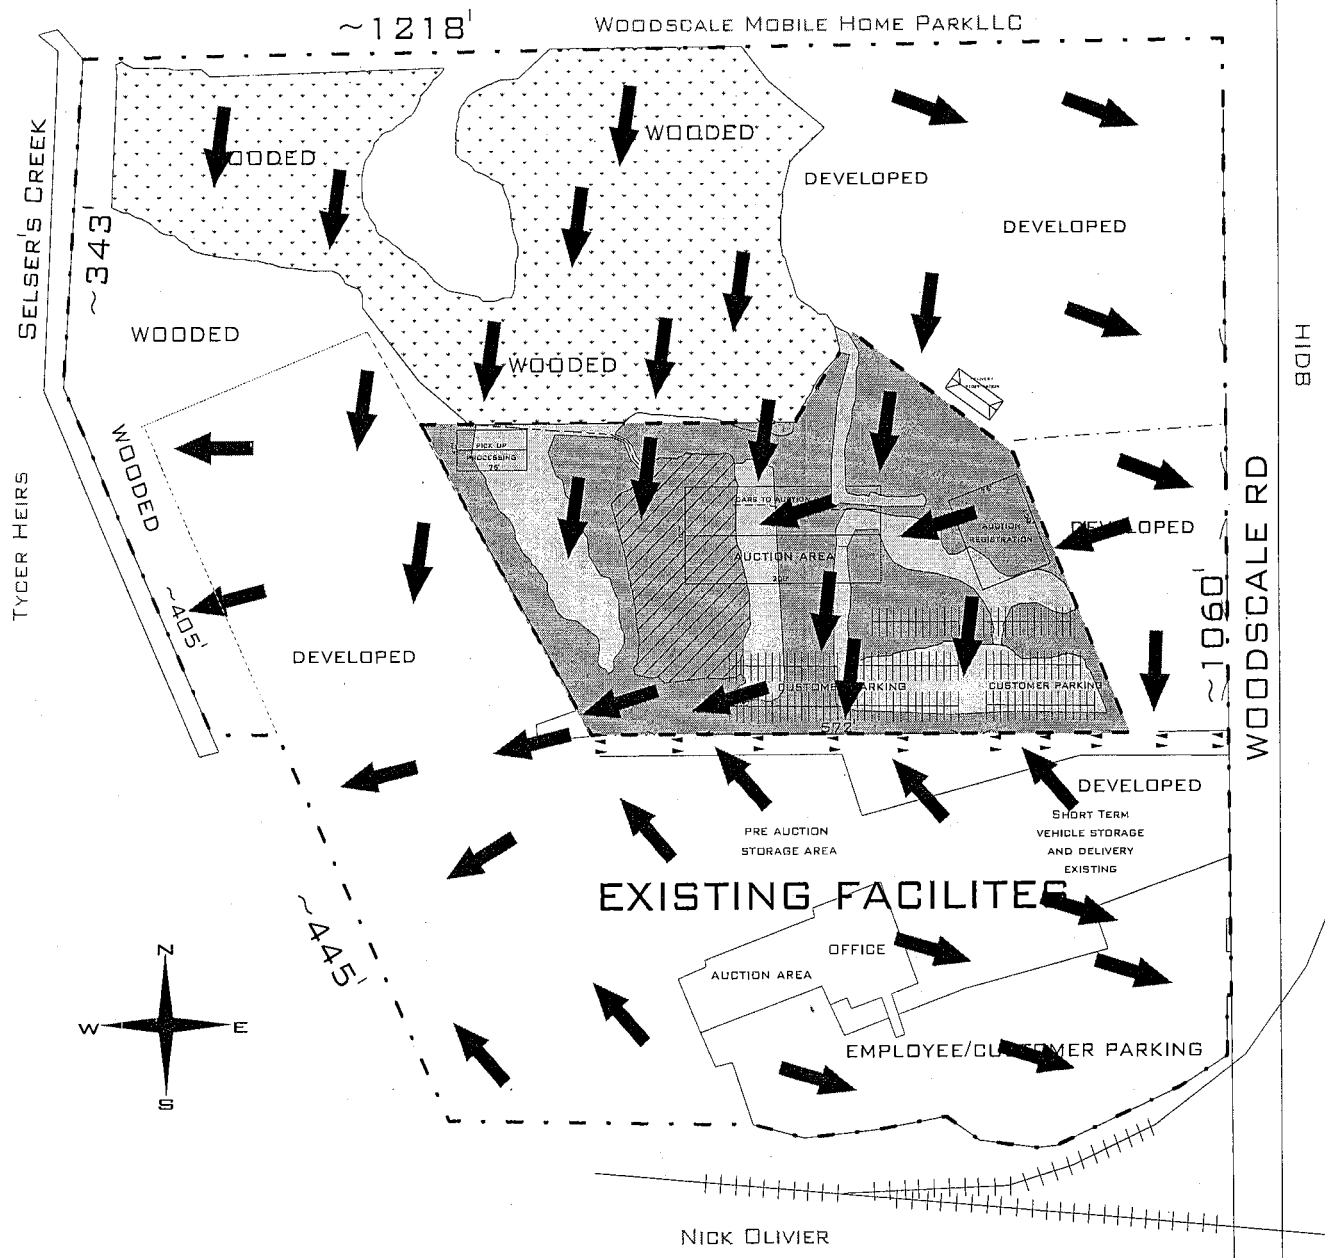 ~1218'
WOODSCALE MOBILE HOME PARKLLC
SELSER'S CREEK
~343'
WOODED
WOODED
DEVELOPED
DEVELOPED
WOODED
WOODED
HIDB
WOODED
TYCER HEIRS
~405'
PICK UP
PROCESSING
75'
CARS TO AUCTION
AUCTION AREA
200'
AUCTION
REGISTRATION
DEVELOPED
WOODSCALE RD
~1060'
DEVELOPED
CUSTOMER PARKING
CUSTOMER PARKING
577'
DEVELOPED
PRE AUCTION
STORAGE AREA
SHORT TERM
VEHICLE STORAGE
AND DELIVERY
EXISTING
EXISTING FACILITES
~445'
OFFICE
AUCTION AREA
EMPLOYEE/CUSTOMER PARKING
N
W
E
S
NICK OLIVIER